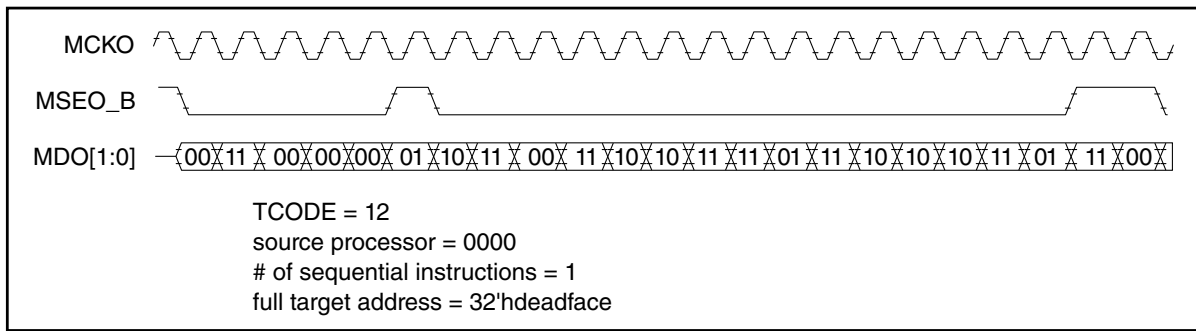 MCKO
MSEO_B
MDO[1:0] 00 11 00 00 00 01 10 11 00 11 10 10 11 11 01 11 10 10 10 11 01 11 00
TCODE = 12
source processor = 0000
# of sequential instructions = 1
full target address = 32'hdeadface